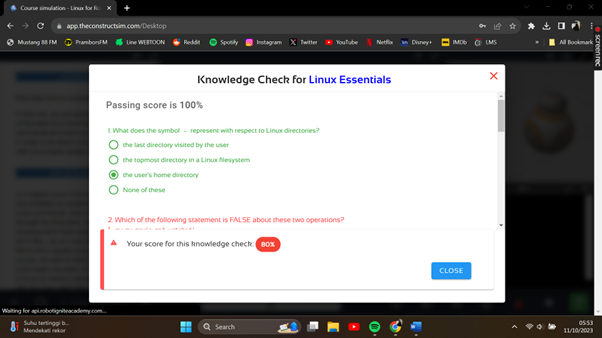 Course simulation - Linux for Ro
app.theconstructsim.com/Desktop
Mustang 88 FM
PramborsFM
Line WEBTOON
Reddit
Spotify
Instagram
Twitter
YouTube
Netflix
Disney+
IMDb
LMS
»
All Bookmark
screenrec
Knowledge Check for Linux Essentials
Passing score is 100%
1. What does the symbol ~ represent with respect to Linux directories?
the last directory visited by the user
the topmost directory in a Linux filesystem
the user's home directory
None of these
2. Which of the following statement is FALSE about these two operations?
Your score for this knowledge check: 80%
CLOSE
Waiting for api.robotigniteacademy.com...
Suhu tertinggi b...
Mendekati rekor
Search
05:53
11/10/2023